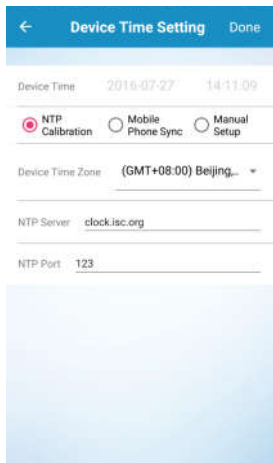 Device Time Setting Done
Device Time 2016-07-27 14:11:09
NTP Calibration Mobile Phone Sync Manual Setup
Device Time Zone (GMT+08:00) Beijing,...
NTP Server clock.isc.org
NTP Port 123